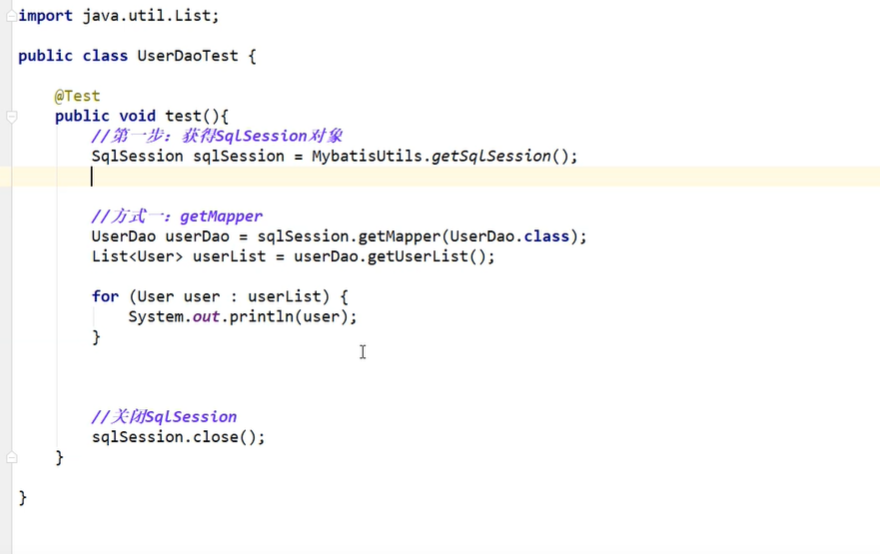 import java.util.List;
public class UserDaoTest {
@Test
public void test(){
//第一步：获得SqlSession对象
SqlSession sqlSession = MybatisUtils.getSqlSession();
//方式一：getMapper
UserDao userDao = sqlSession.getMapper(UserDao.class);
List<User> userList = userDao.getUserList();
for (User user : userList) {
System.out.println(user);
}
//关闭SqlSession
sqlSession.close();
}
}